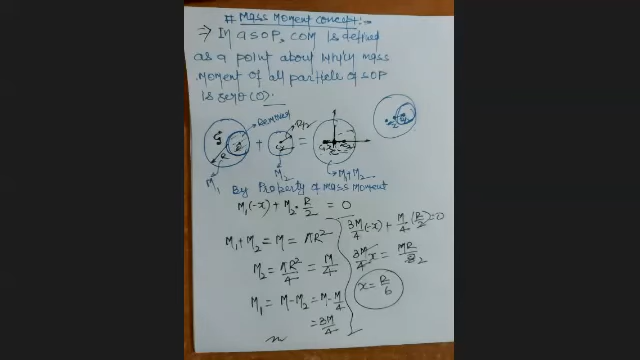 # Mass Moment Concept:-
⇒ In a SOP, COM is defined
as a point about which mass
moment of all particle of SOP
is zero (0).
Removed
R/2
R
+ =
M₁
M₂
M₁+M₂
By Property of Mass Moment
M₁(-x) + M₂ · R/2 = 0
M₁+M₂ = M = πR²
M₂ = πR²/4 = M/4
M₁ = M-M₂ = M-M/4
= 3M/4
3M/4 (-x) + M/4 (R/2) = 0
3M/4 x = MR/8 2
x = R/6